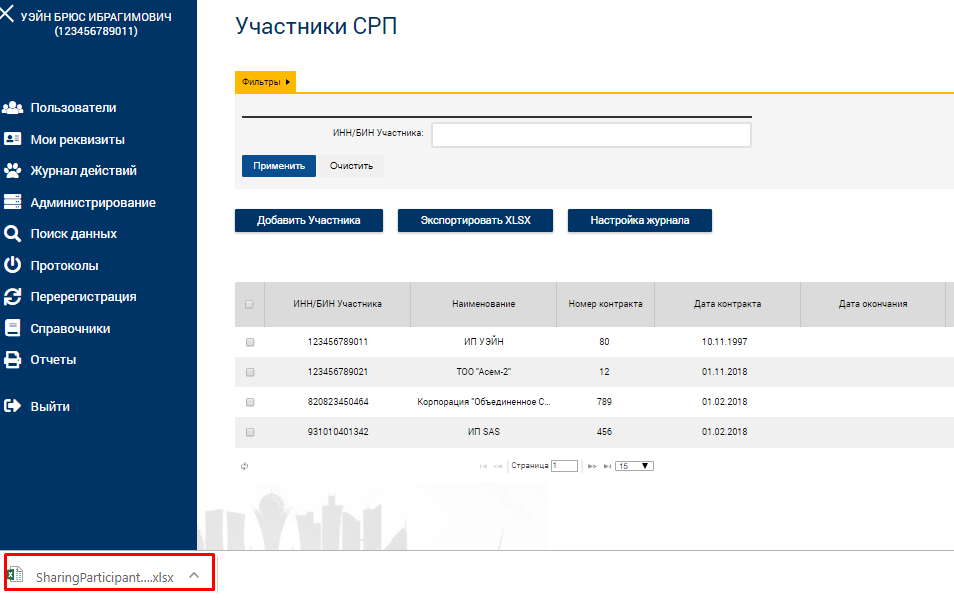 УЭЙН БРЮС ИБРАГИМОВИЧ
(123456789011)
Пользователи
Мои реквизиты
Журнал действий
Администрирование
Поиск данных
Протоколы
Перерегистрация
Справочники
Отчеты
Выйти
Участники СРП
Фильтры
ИНН/БИН Участника:
Применить Очистить
Добавить Участника Экспортировать XLSX Настройка журнала
ИНН/БИН Участника Наименование Номер контракта Дата контракта Дата окончания
123456789011 ИП УЭЙН 80 10.11.1997
123456789021 ТОО "Асем-2" 12 01.11.2018
820823450464 Корпорация "Объединенное С... 789 01.02.2018
931010401342 ИП SAS 456 01.02.2018
Страница 1 15
SharingParticipant....xlsx